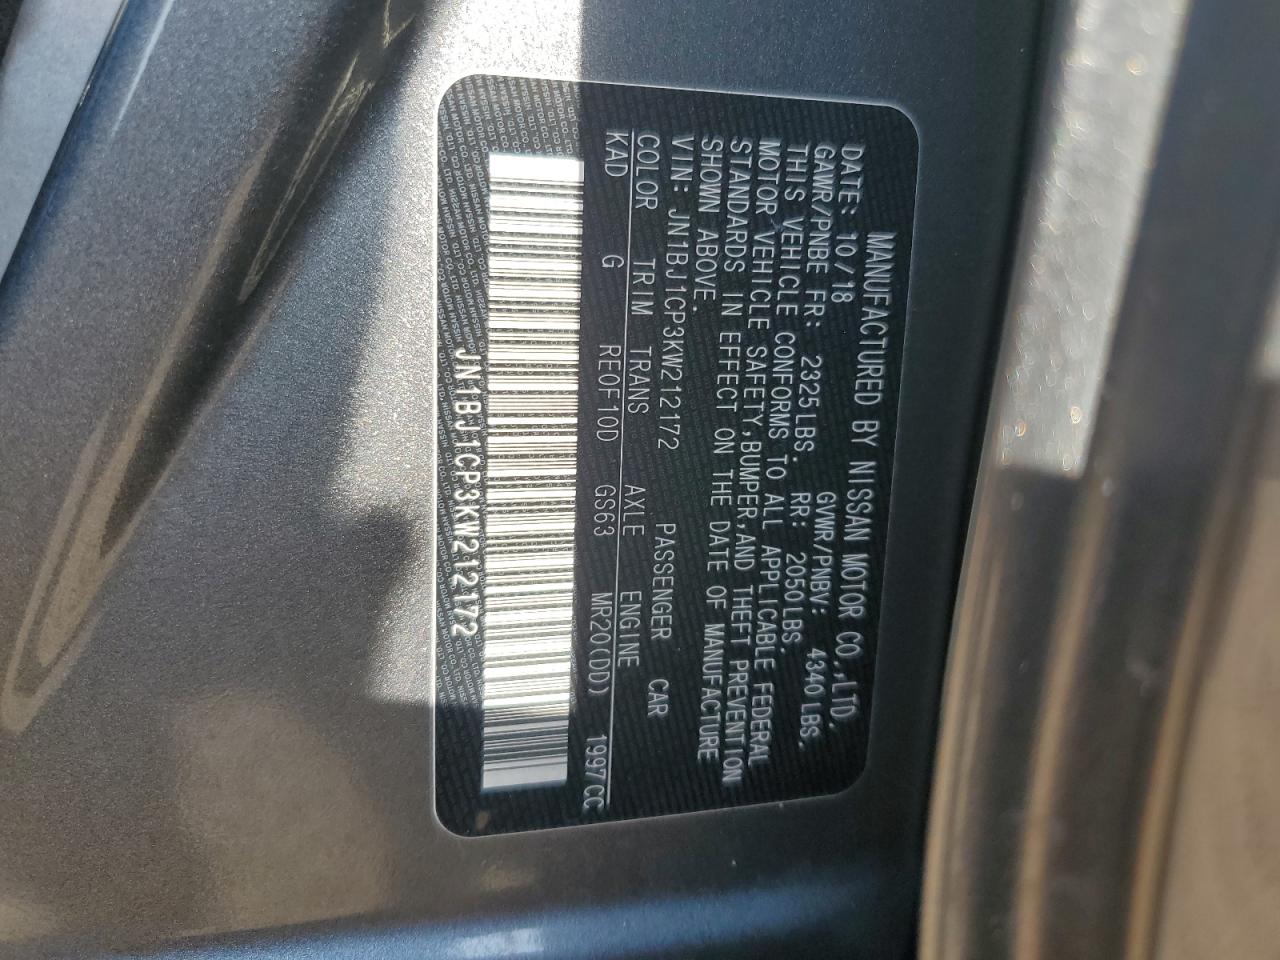 MANUFACTURED BY NISSAN MOTOR CO.,LTD.
DATE: 10/18 GVWR/PNBV: 4340LBS.
GAWR/PNBE FR: 2325LBS. RR: 2050LBS.
THIS VEHICLE CONFORMS TO ALL APPLICABLE FEDERAL
MOTOR VEHICLE SAFETY,BUMPER,AND THEFT PREVENTION
STANDARDS IN EFFECT ON THE DATE OF MANUFACTURE
SHOWN ABOVE.
VIN: JN1BJ1CP3KW212172 PASSENGER CAR
COLOR TRIM TRANS AXLE ENGINE
KAD G RE0F10D GS63 MR20(DD) 1997CC
JN1BJ1CP3KW212172